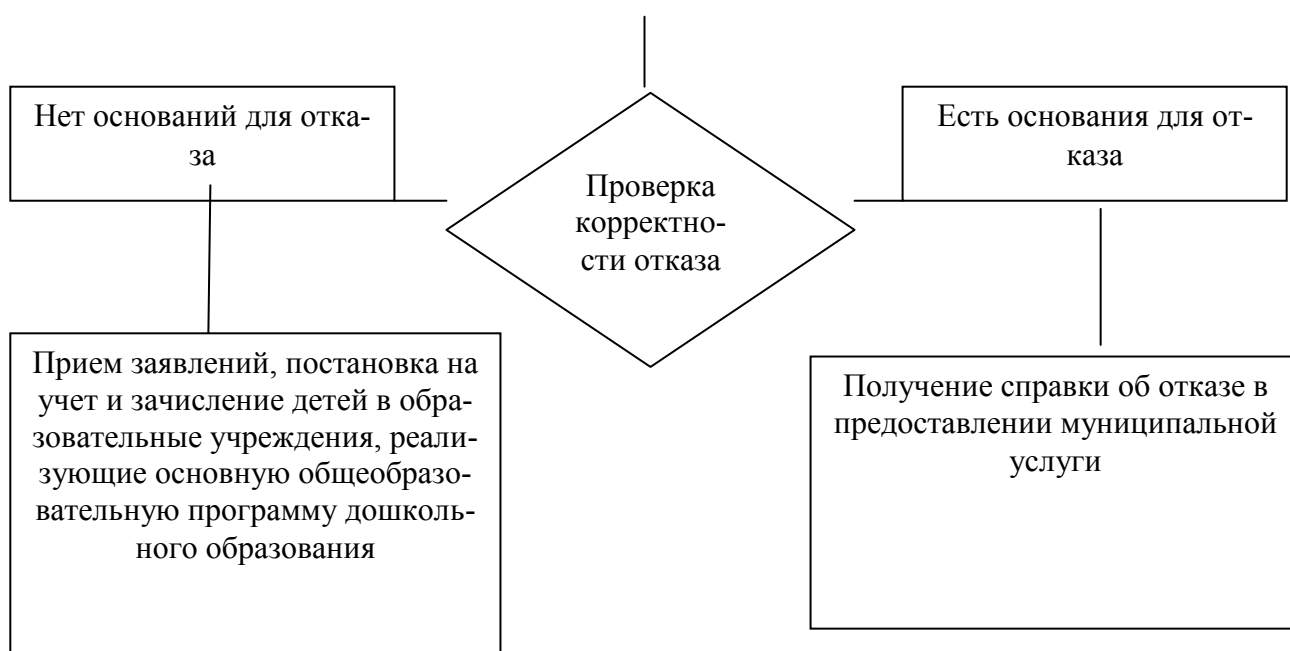 Нет оснований для отка-
за
Проверка
корректно-
сти отказа
Есть основания для от-
каза
Прием заявлений, постановка на
учет и зачисление детей в обра-
зовательные учреждения, реали-
зующие основную общеобразо-
вательную программу дошколь-
ного образования
Получение справки об отказе в
предоставлении муниципальной
услуги